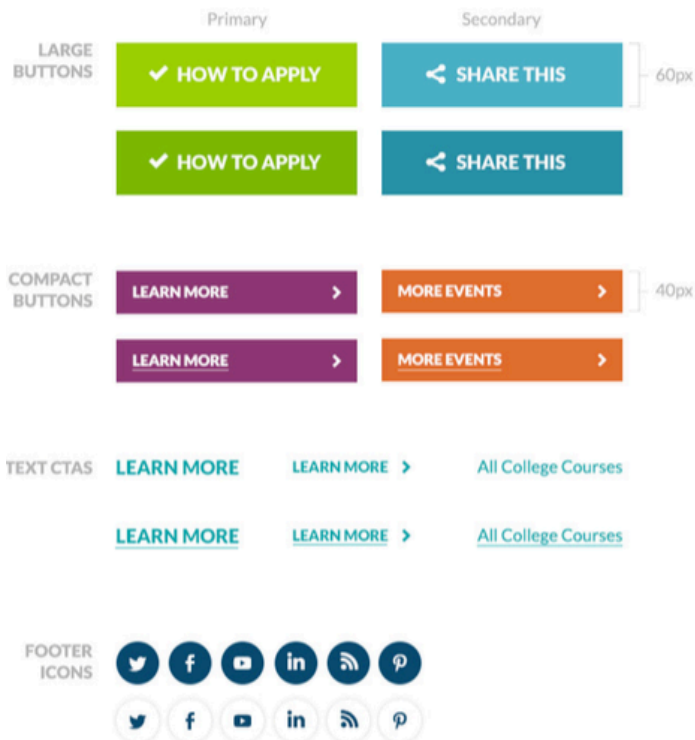 Primary Secondary
LARGE BUTTONS
HOW TO APPLY SHARE THIS 60px
HOW TO APPLY SHARE THIS
COMPACT BUTTONS
LEARN MORE MORE EVENTS 40px
LEARN MORE MORE EVENTS
TEXT CTAS LEARN MORE LEARN MORE All College Courses
LEARN MORE LEARN MORE All College Courses
FOOTER ICONS
f in
f in